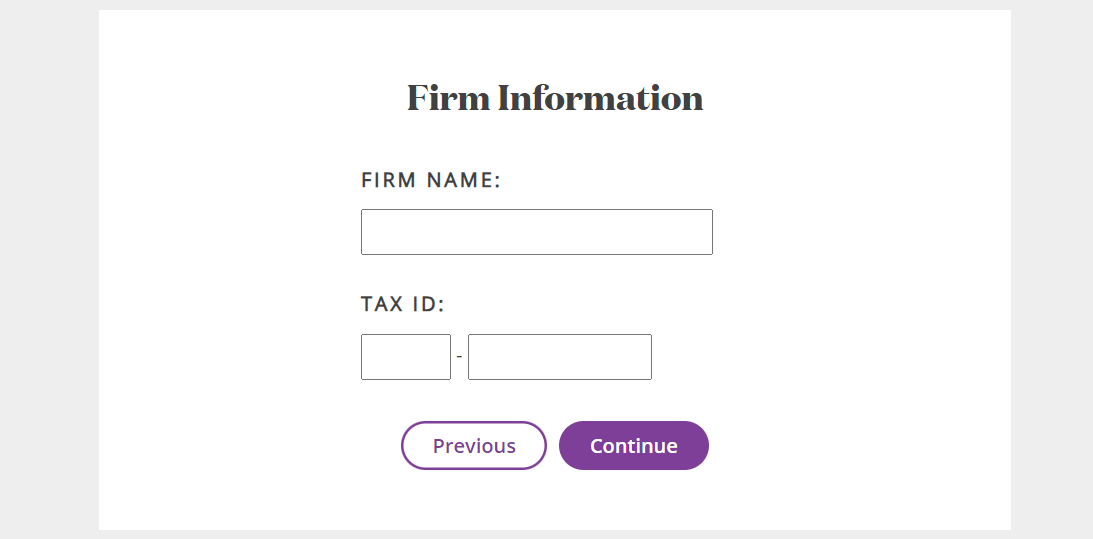 Firm Information
FIRM NAME:
TAX ID:
-
Previous Continue